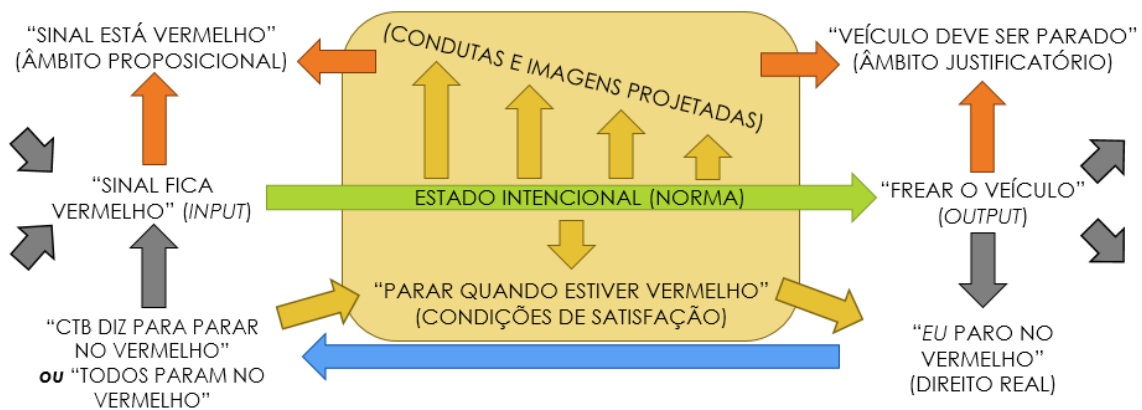 “SINAL ESTÁ VERMELHO”
(ÂMBITO PROPOSICIONAL)
(CONDUTAS E IMAGENS PROJETADAS)
“VEÍCULO DEVE SER PARADO”
(ÂMBITO JUSTIFICATÓRIO)
“SINAL FICA
VERMELHO” (INPUT)
ESTADO INTENCIONAL (NORMA)
“FREAR O VEÍCULO”
(OUTPUT)
“CTB DIZ PARA PARAR
NO VERMELHO”
ou “TODOS PARAM NO
VERMELHO”
“PARAR QUANDO ESTIVER VERMELHO”
(CONDIÇÕES DE SATISFAÇÃO)
“EU PARO NO
VERMELHO”
(DIREITO REAL)